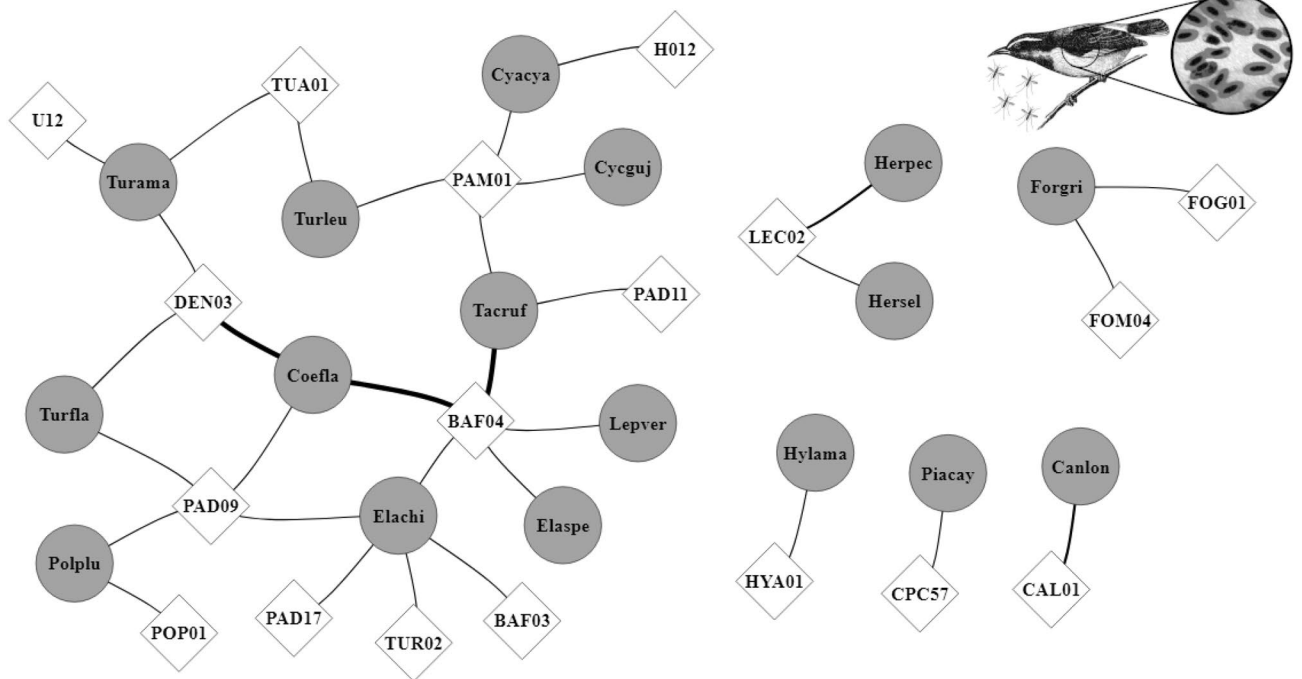 H012
Cyacya
TUA01
U12
Herpec
Cycguj
PAM01
Turama
Forgri
FOG01
Turleu
LEC02
PAD11
DEN03
Hersel
Tacruf
FOM04
Coefla
Turfla
BAF04
Lepver
Hylama
Canlon
Piacay
PAD09
Elachi
Elaspe
Polplu
HYA01
CAL01
CPC57
PAD17
BAF03
POP01
TUR02